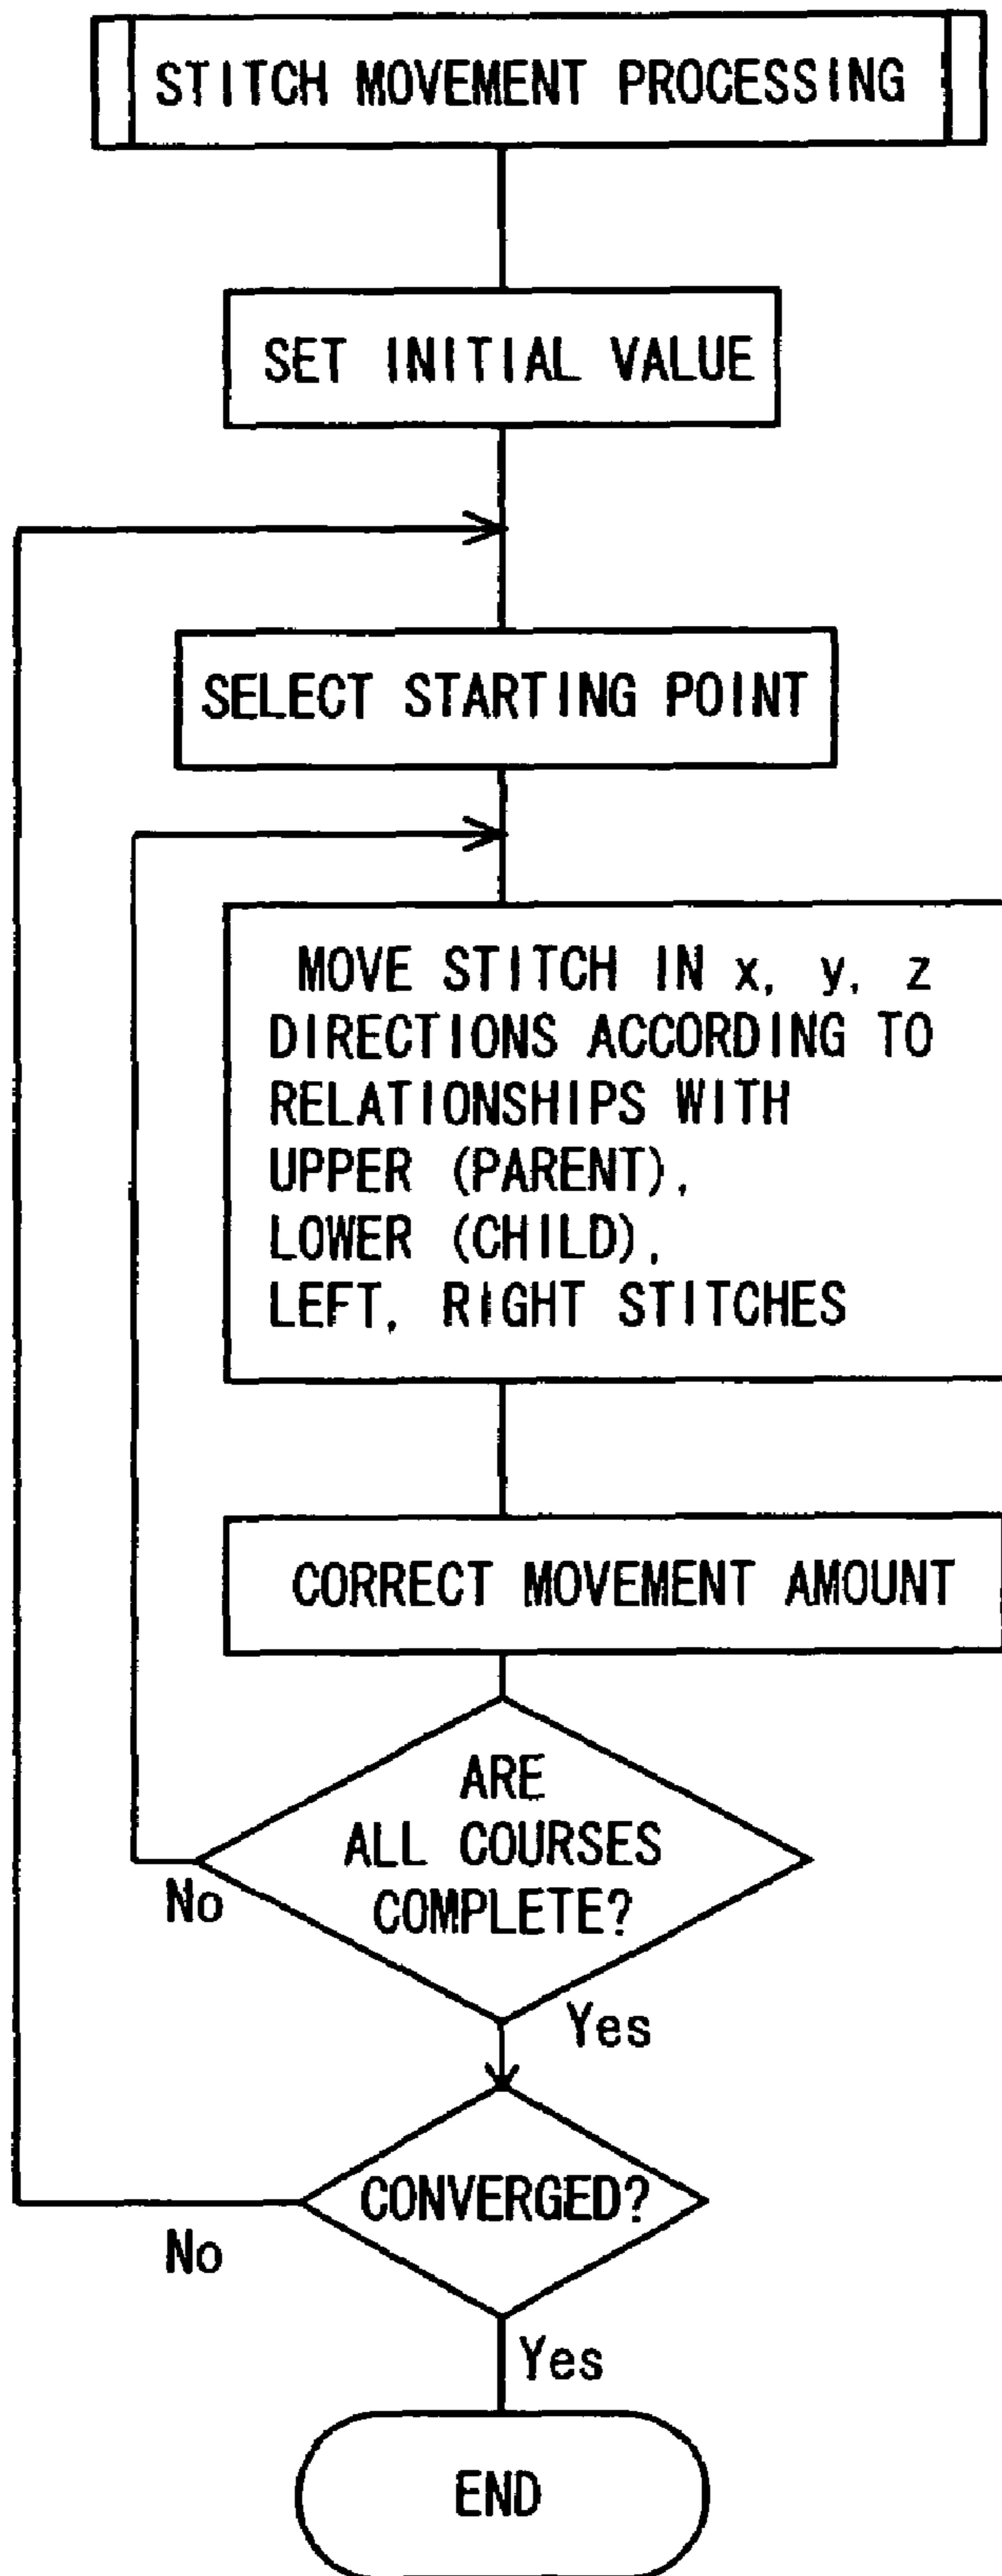 STITCH MOVEMENT PROCESSING
SET INITIAL VALUE
SELECT STARTING POINT
MOVE STITCH IN x, y, z
DIRECTIONS ACCORDING TO
RELATIONSHIPS WITH
UPPER (PARENT),
LOWER (CHILD),
LEFT, RIGHT STITCHES
CORRECT MOVEMENT AMOUNT
ARE
ALL COURSES
COMPLETE?
No
Yes
CONVERGED?
No
Yes
END